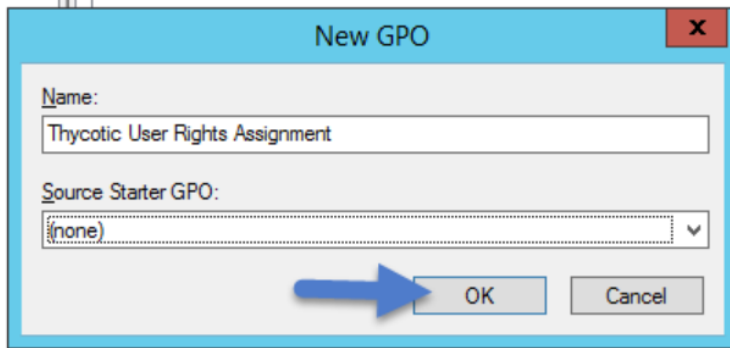 New GPO
x
Name:
Thycotic User Rights Assignment
Source Starter GPO:
(none)
OK
Cancel